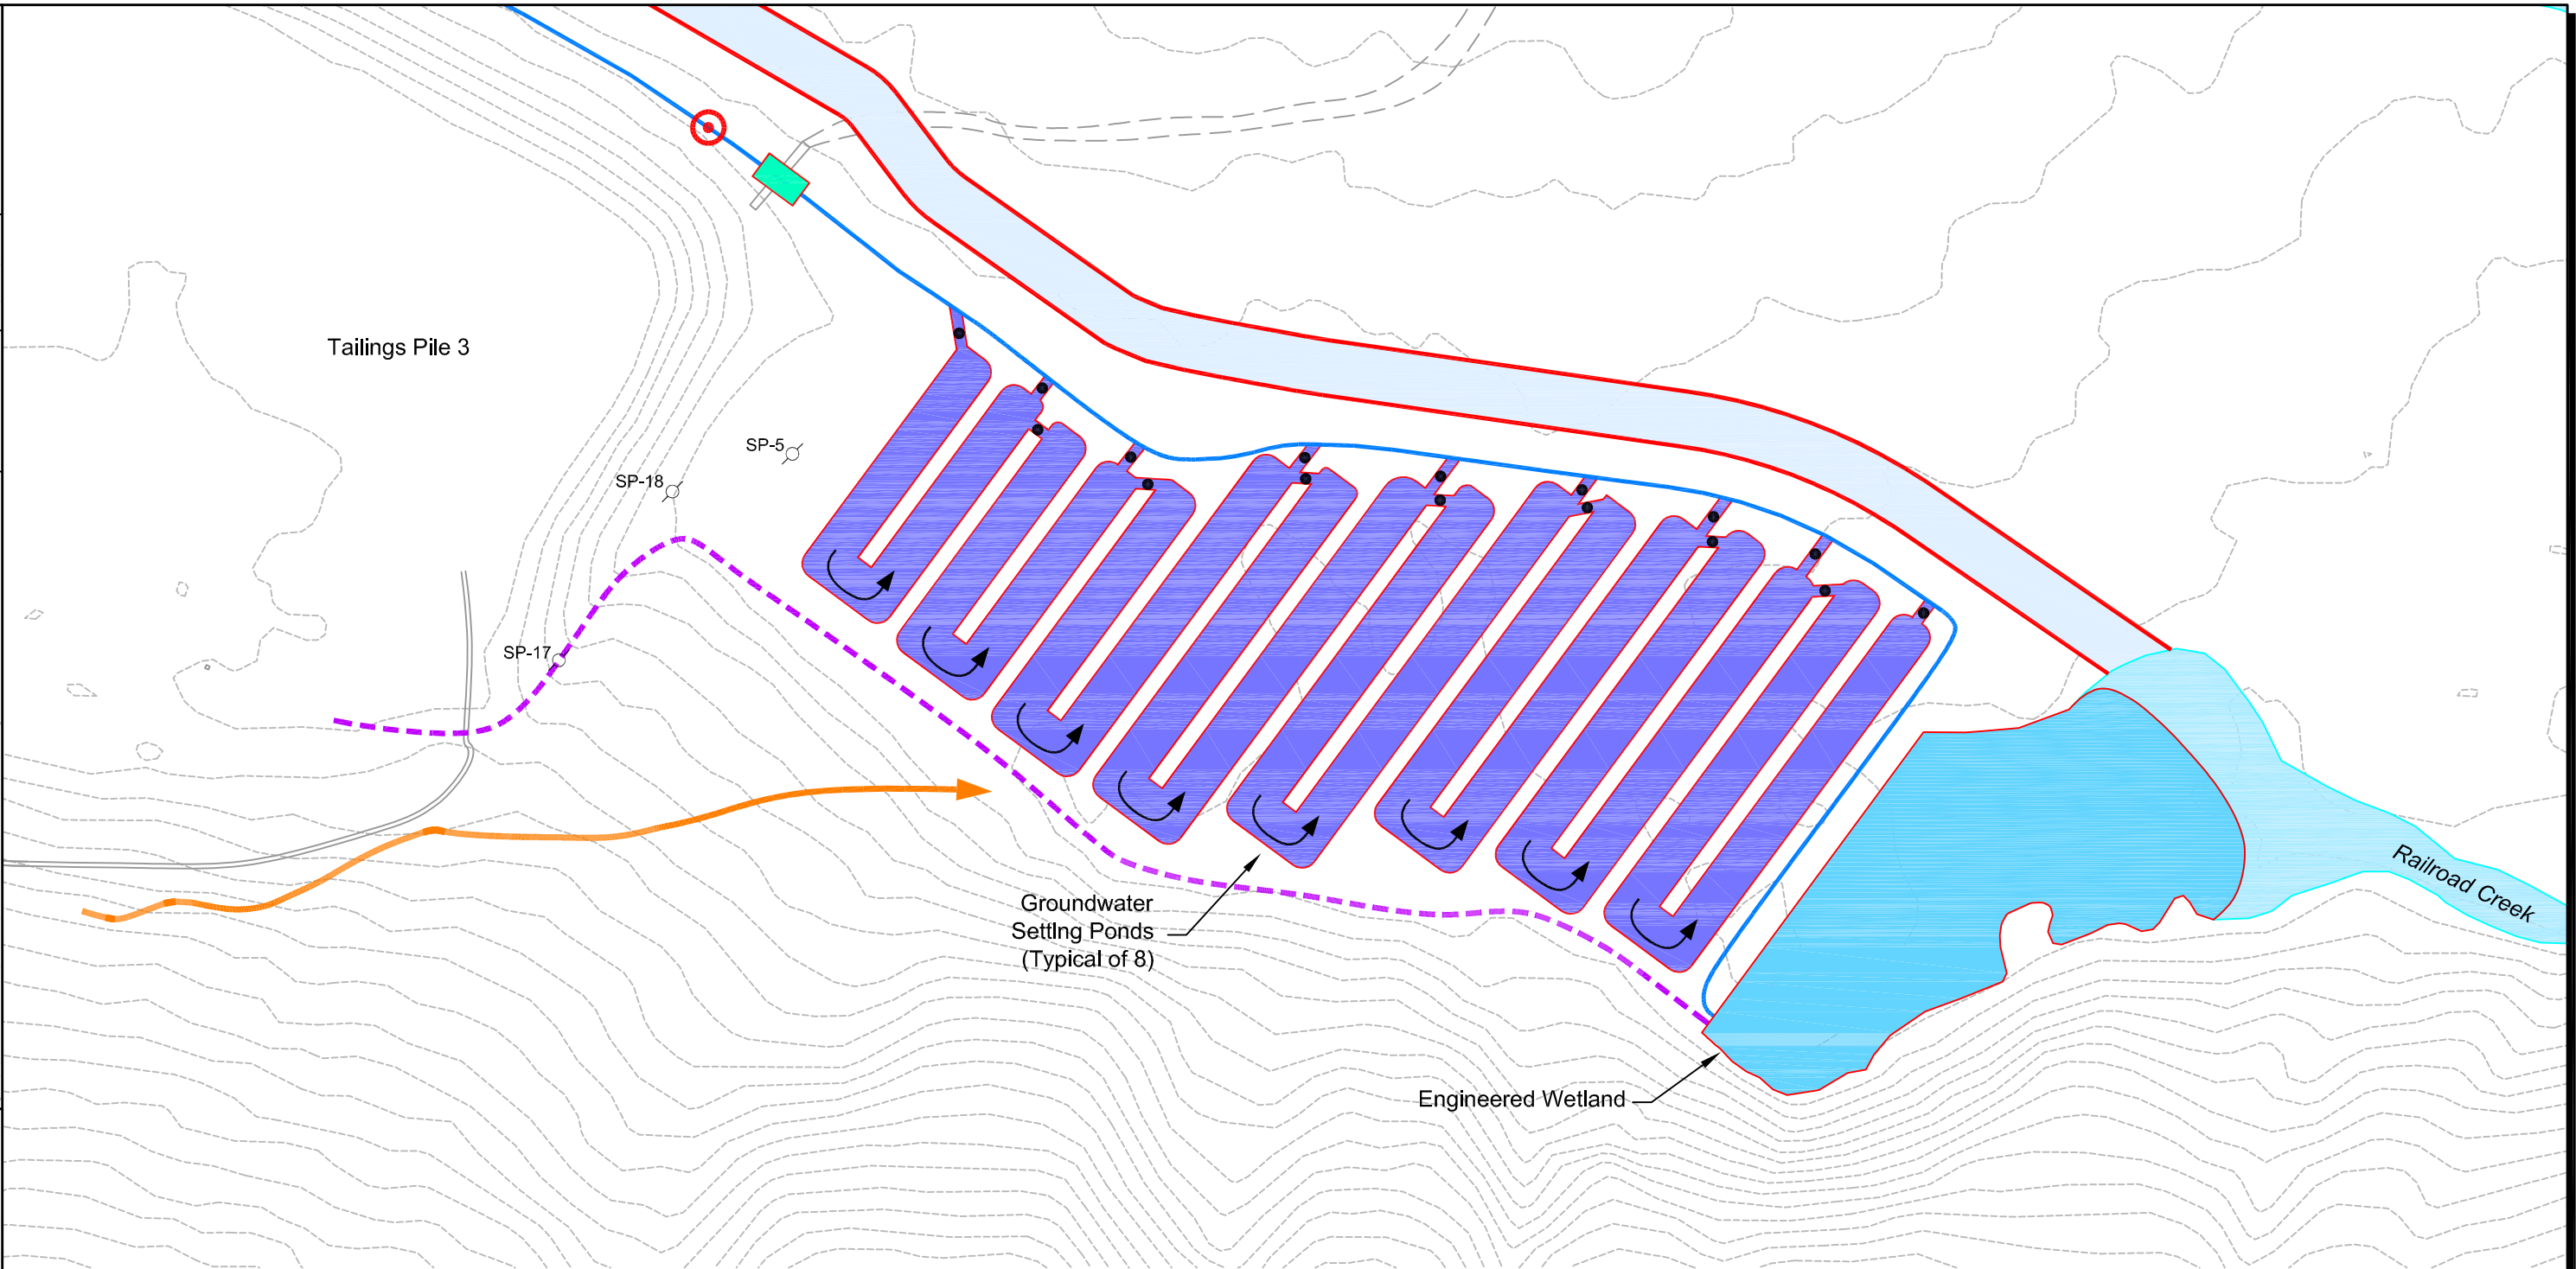 Tailings Pile 3
SP-5
SP-18
SP-17
Groundwater
Settlng Ponds
(Typical of 8)
Railroad Creek
Engineered Wetland